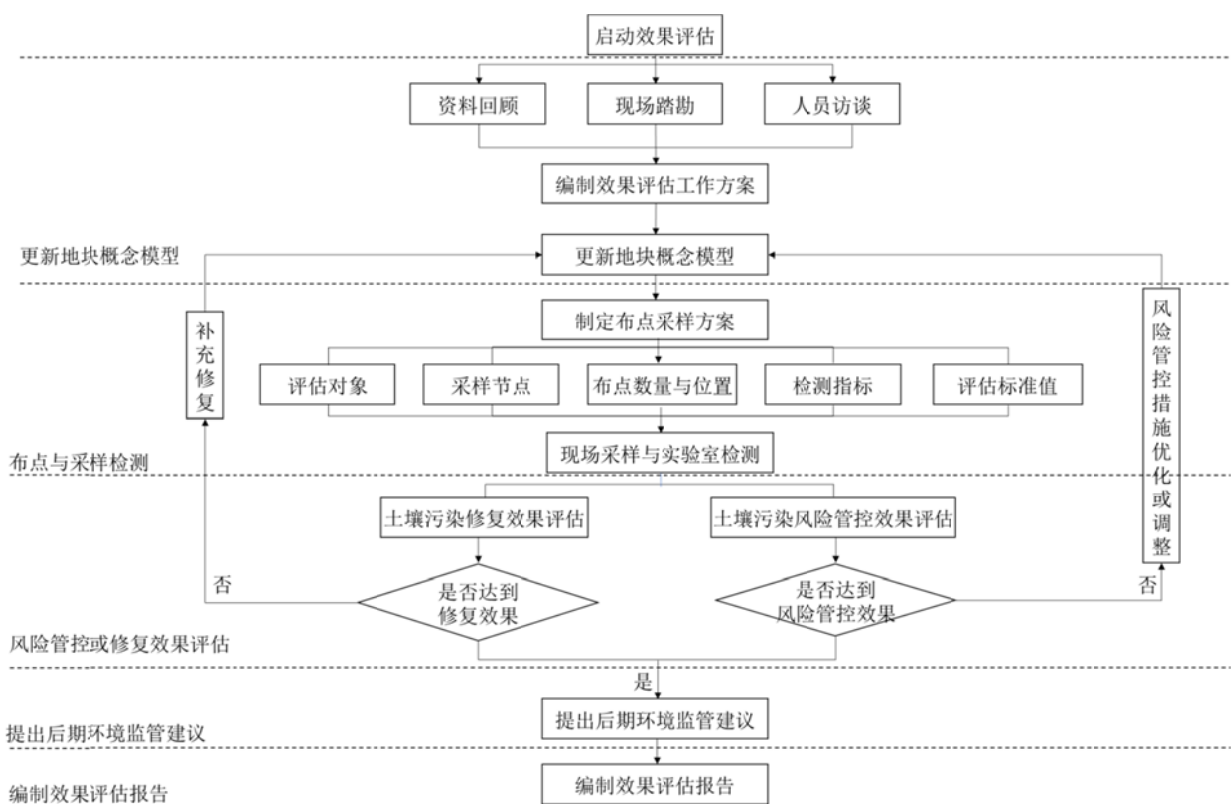 启动效果评估
资料回顾
现场踏勘
人员访谈
编制效果评估工作方案
更新地块概念模型
更新地块概念模型
制定布点采样方案
补充修复
风险管控措施优化或调整
评估对象
采样节点
布点数量与位置
检测指标
评估标准值
现场采样与实验室检测
布点与采样检测
土壤污染修复效果评估
土壤污染风险管控效果评估
否
是否达到
修复效果
是否达到
风险管控效果
否
风险管控或修复效果评估
是
提出后期环境监管建议
提出后期环境监管建议
编制效果评估报告
编制效果评估报告